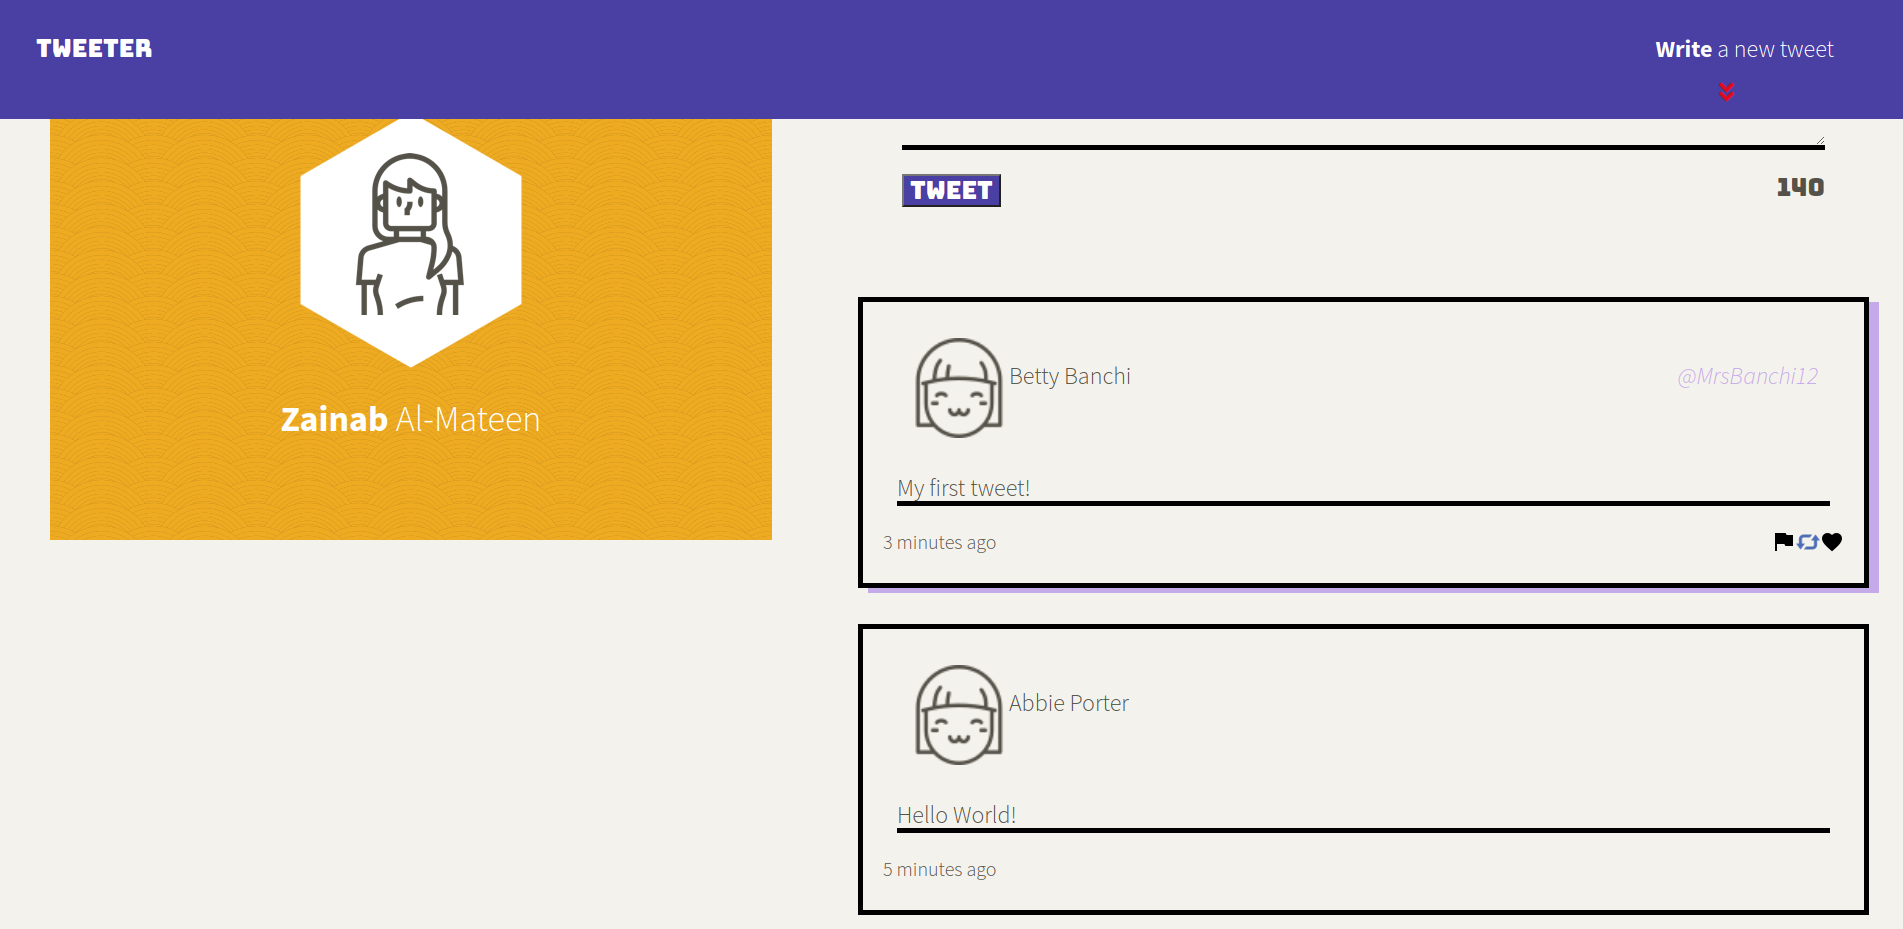 TWEETER
Write a new tweet
Zainab Al-Mateen
TWEET
140
Betty Banchi
@MrsBanchi12
My first tweet!
3 minutes ago
Abbie Porter
Hello World!
5 minutes ago